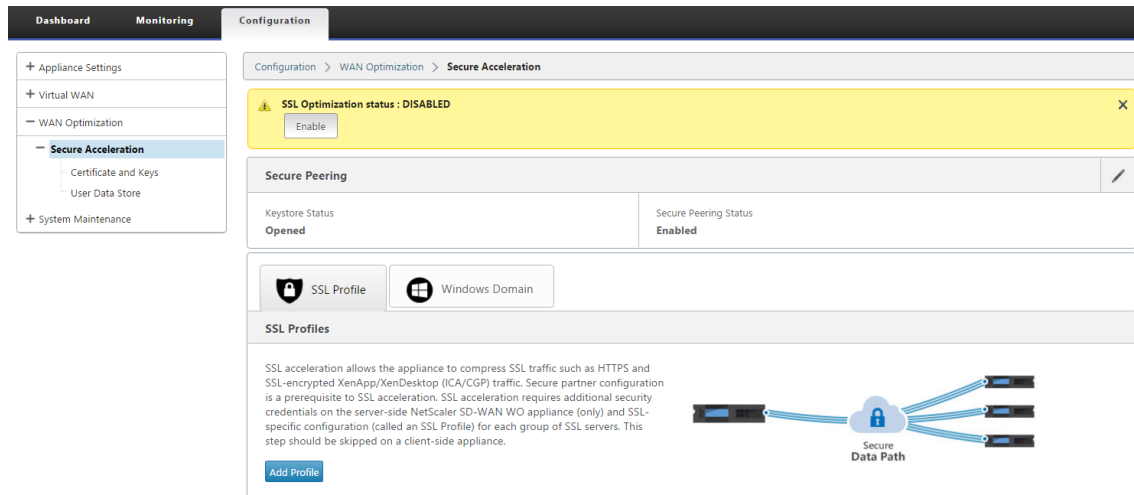 Dashboard Monitoring Configuration
+ Appliance Settings
+ Virtual WAN
− WAN Optimization
− Secure Acceleration
Certificate and Keys
User Data Store
+ System Maintenance
Configuration > WAN Optimization > Secure Acceleration
SSL Optimization status : DISABLED
Enable
Secure Peering
Keystore Status
Opened
Secure Peering Status
Enabled
SSL Profile
Windows Domain
SSL Profiles
SSL acceleration allows the appliance to compress SSL traffic such as HTTPS and
SSL-encrypted XenApp/XenDesktop (ICA/CGP) traffic. Secure partner configuration
is a prerequisite to SSL acceleration. SSL acceleration requires additional security
credentials on the server-side NetScaler SD-WAN WO appliance (only) and SSL-
specific configuration (called an SSL Profile) for each group of SSL servers. This
step should be skipped on a client-side appliance.
Add Profile
Secure
Data Path